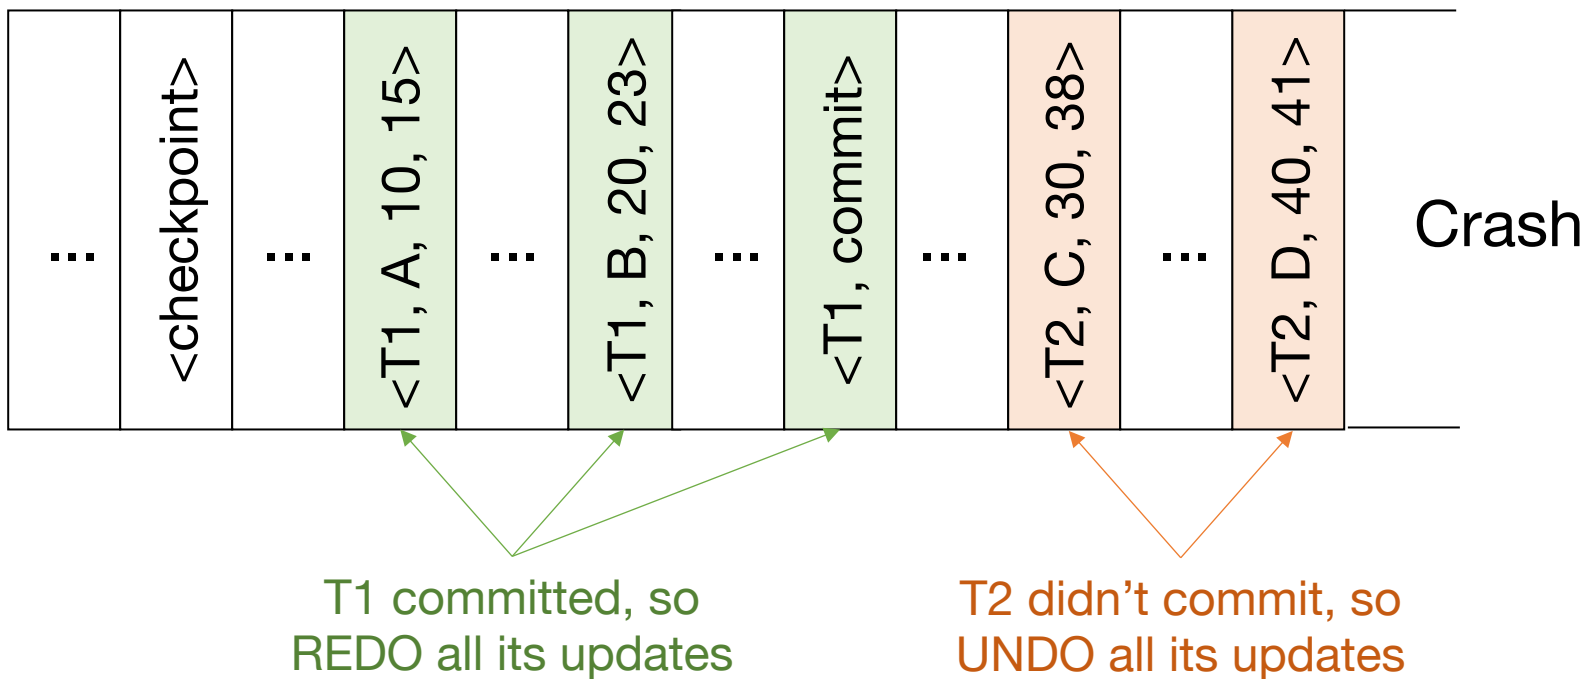 ...
<checkpoint>
...
<T1, A, 10, 15>
...
<T1, B, 20, 23>
...
<T1, commit>
...
<T2, C, 30, 38>
...
<T2, D, 40, 41>
Crash
T1 committed, so
REDO all its updates
T2 didn’t commit, so
UNDO all its updates